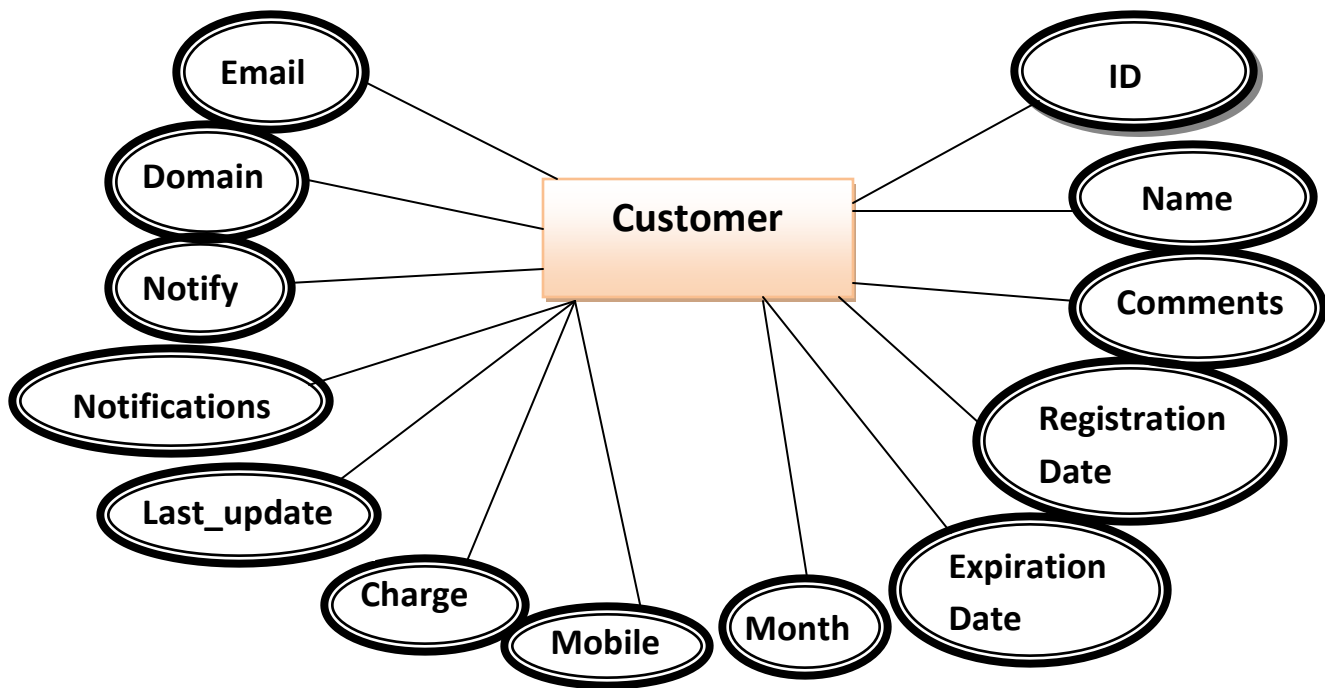 Email
ID
Domain
Customer
Name
Notify
Comments
Notifications
Registration
Date
Last_update
Expiration
Date
Charge
Mobile
Month